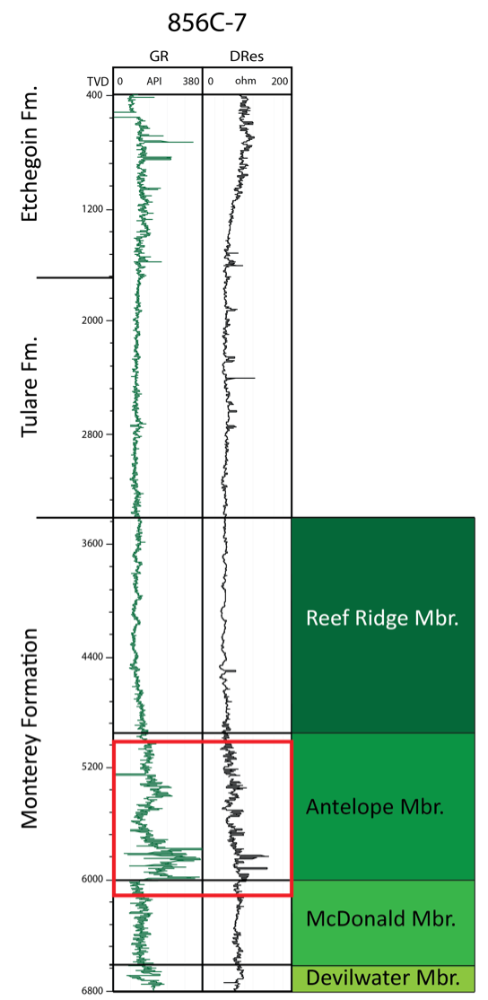 856C-7
GR DRes
TVD 0 API 380 0 ohm 200
400
Etchegoin Fm.
1200
2000
Tulare Fm.
2800
3600
Reef Ridge Mbr.
4400
Monterey Formation
5200
Antelope Mbr.
6000
McDonald Mbr.
Devilwater Mbr.
6800